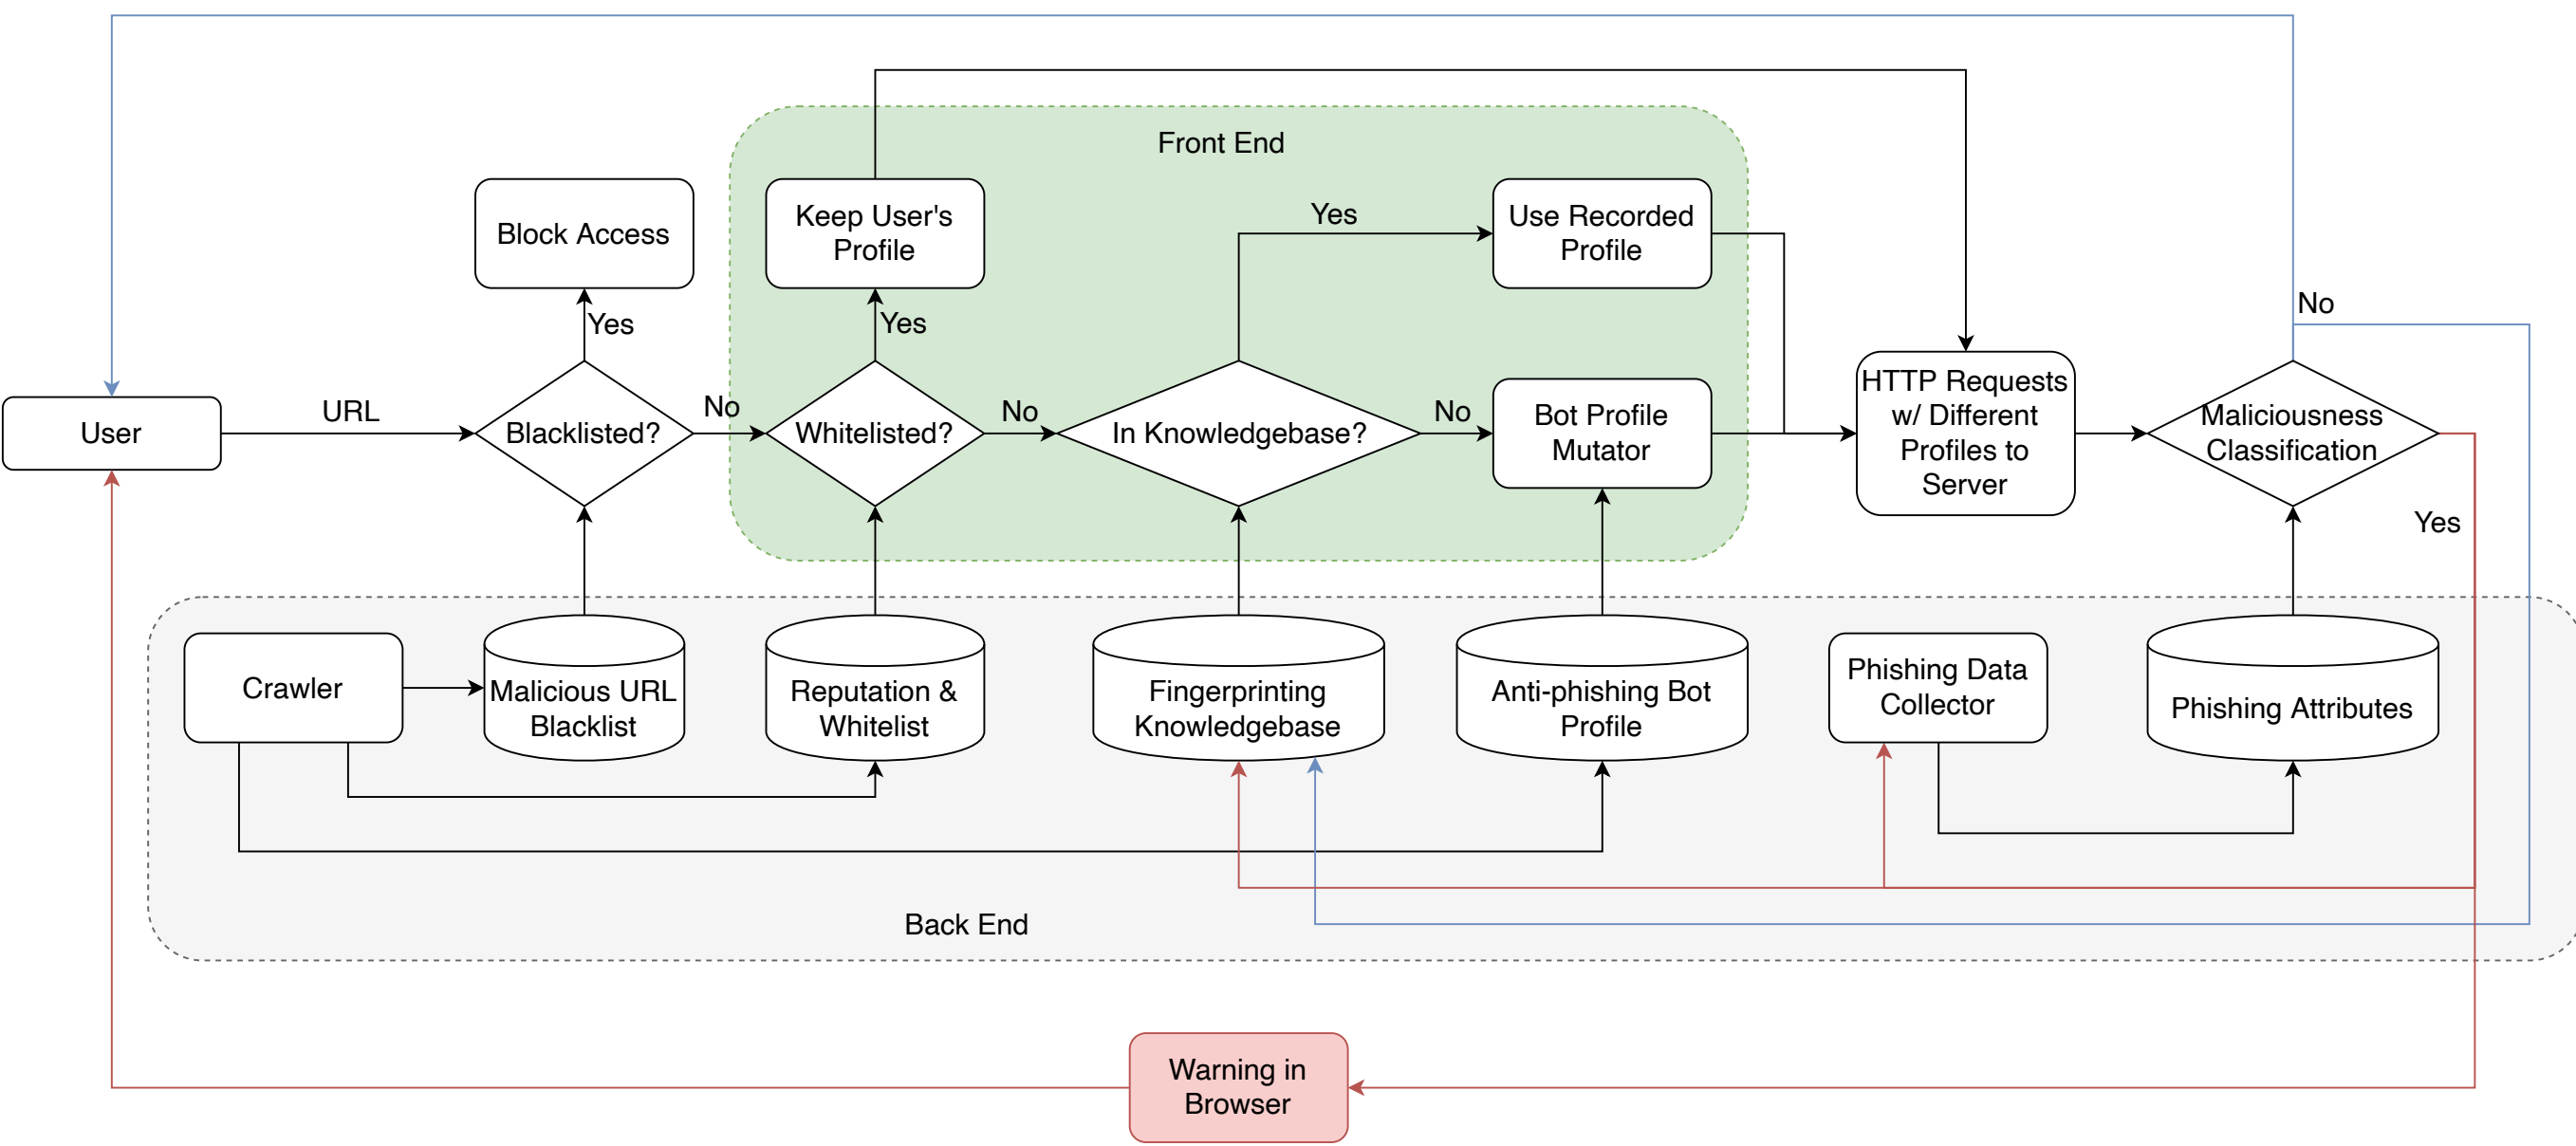 Front End
Block Access
Keep User's
Profile
Yes
Use Recorded
Profile
Yes
Yes
No
User
URL
Blacklisted?
No
Whitelisted?
No
In Knowledgebase?
No
Bot Profile
Mutator
HTTP Requests
w/ Different
Profiles to
Server
Maliciousness
Classification
Yes
Crawler
Malicious URL
Blacklist
Reputation &
Whitelist
Fingerprinting
Knowledgebase
Anti-phishing Bot
Profile
Phishing Data
Collector
Phishing Attributes
Back End
Warning in
Browser